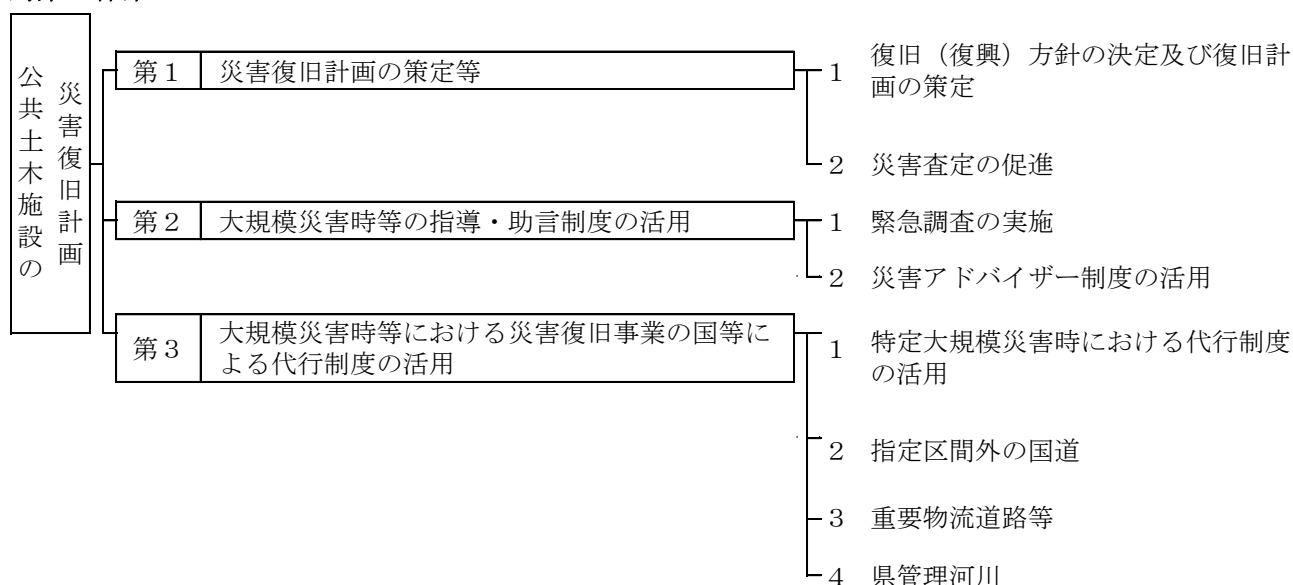 公共土木施設の
災害復旧計画
第１ 災害復旧計画の策定等
１ 復旧（復興）方針の決定及び復旧計
画の策定
２ 災害査定の促進
第２ 大規模災害時等の指導・助言制度の活用
１ 緊急調査の実施
２ 災害アドバイザー制度の活用
第３ 大規模災害時等における災害復旧事業の国等に
よる代行制度の活用
１ 特定大規模災害時における代行制度
の活用
２ 指定区間外の国道
３ 重要物流道路等
４ 県管理河川